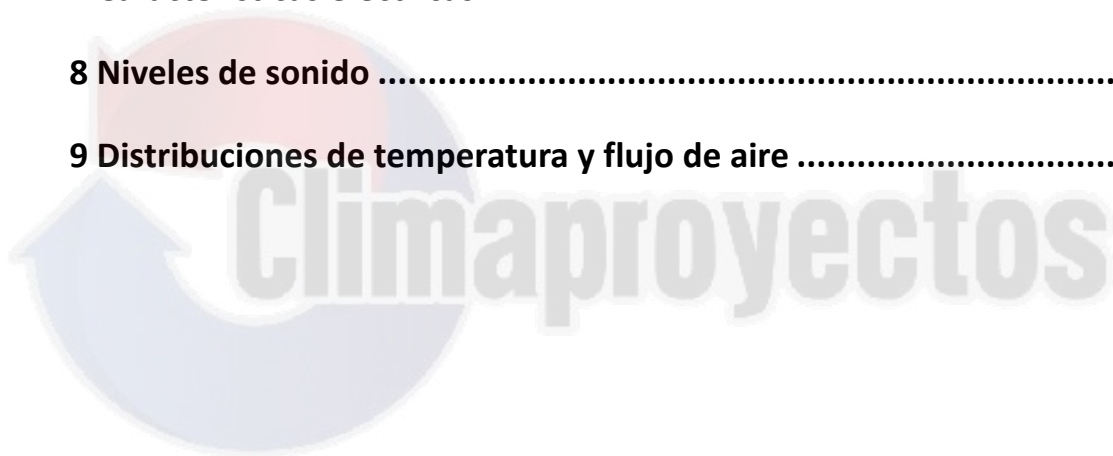 8 Niveles de sonido ........................................................................
9 Distribuciones de temperatura y flujo de aire ................................
Climaproyectos